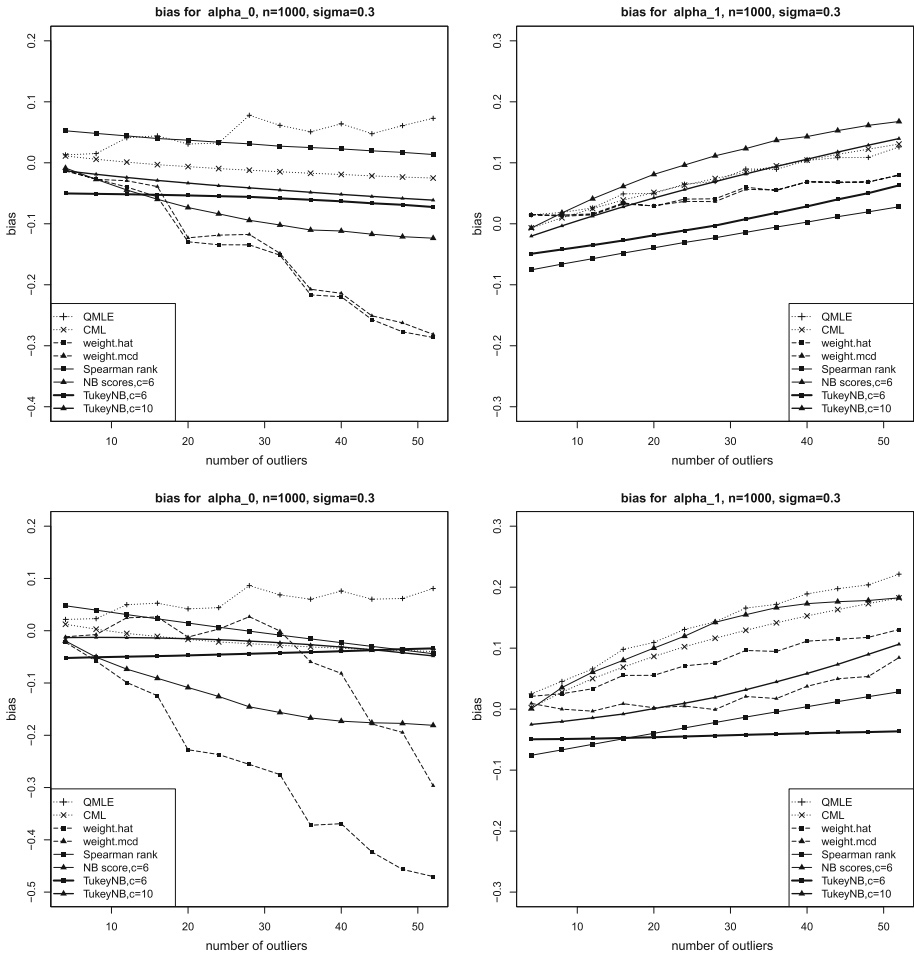 bias for alpha_0, n=1000, sigma=0.3
bias
0.2
0.1
0.0
−0.1
−0.2
−0.3
−0.4
QMLE
CML
weight.hat
weight.mcd
Spearman rank
NB scores,c=6
TukeyNB,c=6
TukeyNB,c=10
10 20 30 40 50
number of outliers
bias for alpha_1, n=1000, sigma=0.3
bias
0.3
0.2
0.1
0.0
−0.1
−0.2
−0.3
QMLE
CML
weight.hat
weight.mcd
Spearman rank
NB scores,c=6
TukeyNB,c=6
TukeyNB,c=10
10 20 30 40 50
number of outliers
bias for alpha_0, n=1000, sigma=0.3
bias
0.2
0.1
0.0
−0.1
−0.2
−0.3
−0.4
−0.5
QMLE
CML
weight.hat
weight.mcd
Spearman rank
NB score,c=6
TukeyNB,c=6
TukeyNB,c=10
10 20 30 40 50
number of outliers
bias for alpha_1, n=1000, sigma=0.3
bias
0.3
0.2
0.1
0.0
−0.1
−0.2
−0.3
QMLE
CML
weight.hat
weight.mcd
Spearman rank
NB scores,c=6
TukeyNB,c=6
TukeyNB,c=10
10 20 30 40 50
number of outliers